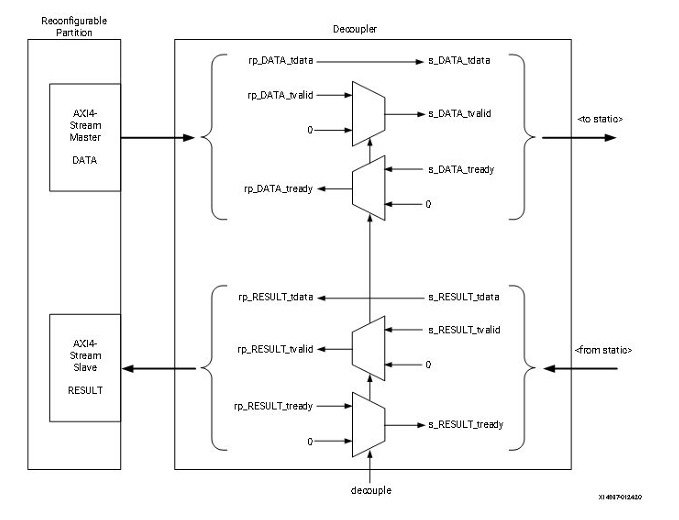 Reconfigurable
Partition
Decoupler
AXI4-
Stream
Master
DATA
rp_DATA_tdata
s_DATA_tdata
rp_DATA_tvalid
0
s_DATA_tvalid
s_DATA_tready
rp_DATA_tready
0
<to static>
AXI4-
Stream
Slave
RESULT
rp_RESULT_tdata
s_RESULT_tdata
s_RESULT_tvalid
rp_RESULT_tvalid
0
rp_RESULT_tready
s_RESULT_tready
0
<from static>
decouple
X14987-012420